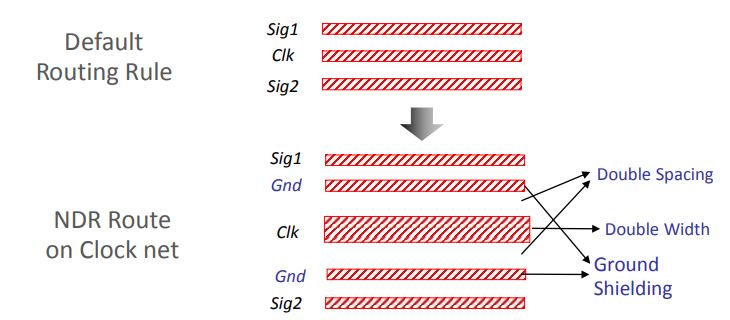 Default
Routing Rule
Sig1
Clk
Sig2
NDR Route
on Clock net
Sig1
Gnd
Clk
Gnd
Sig2
Double Spacing
Double Width
Ground
Shielding